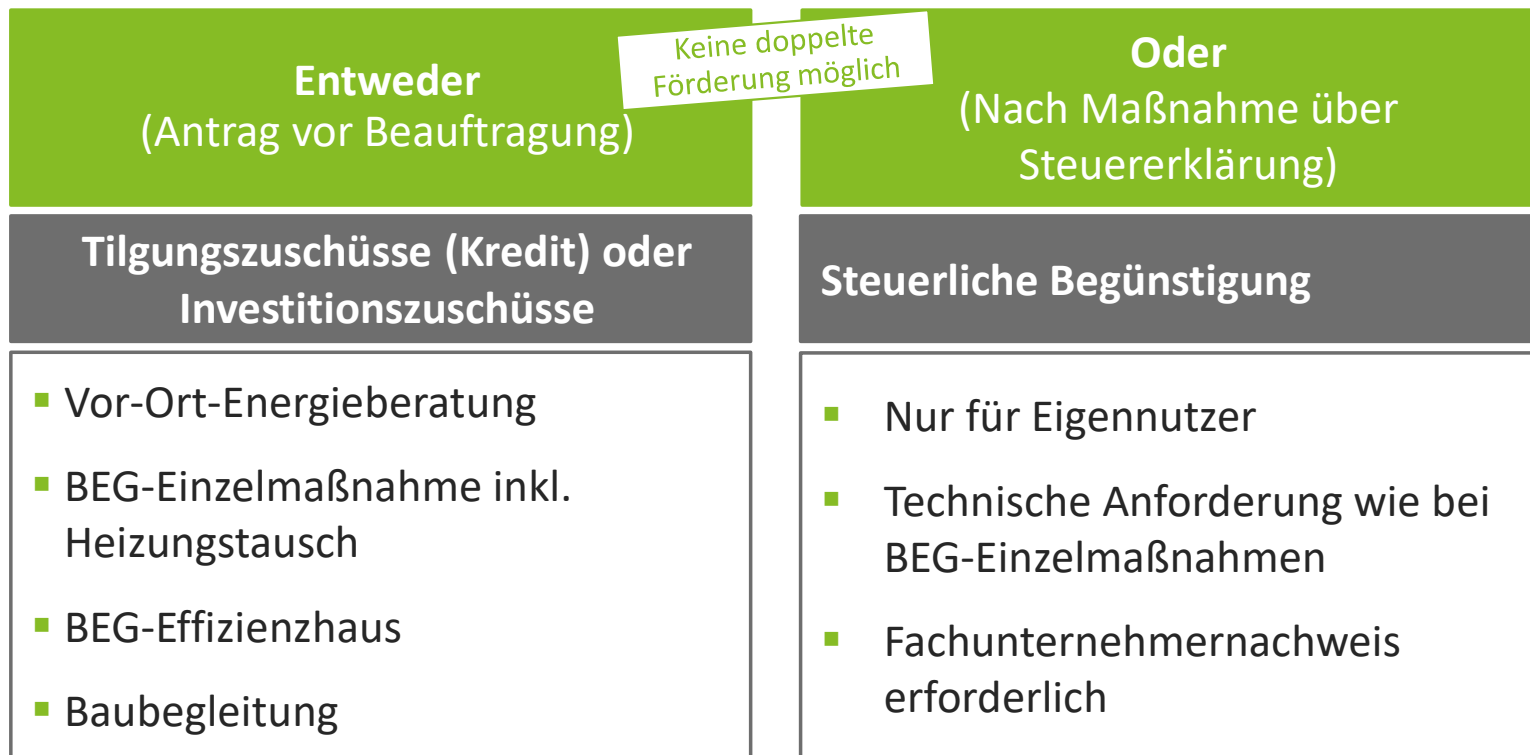 Entweder
(Antrag vor Beauftragung)
Keine doppelte
Förderung möglich
Oder
(Nach Maßnahme über
Steuererklärung)
Tilgungszuschüsse (Kredit) oder
Investitionszuschüsse
▪ Vor-Ort-Energieberatung
▪ BEG-Einzelmaßnahme inkl.
Heizungstausch
▪ BEG-Effizienzhaus
▪ Baubegleitung
Steuerliche Begünstigung
▪ Nur für Eigennutzer
▪ Technische Anforderung wie bei
BEG-Einzelmaßnahmen
▪ Fachunternehmernachweis
erforderlich